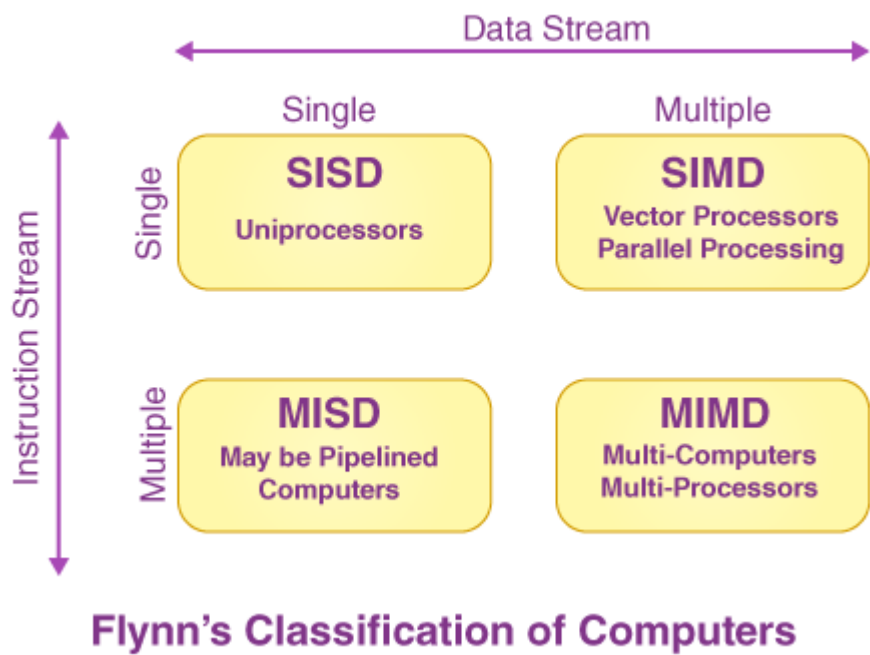 Data Stream
Single
Multiple
Instruction Stream
Single
SISD
Uniprocessors
SIMD
Vector Processors
Parallel Processing
Multiple
MISD
May be Pipelined
Computers
MIMD
Multi-Computers
Multi-Processors
Flynn's Classification of Computers